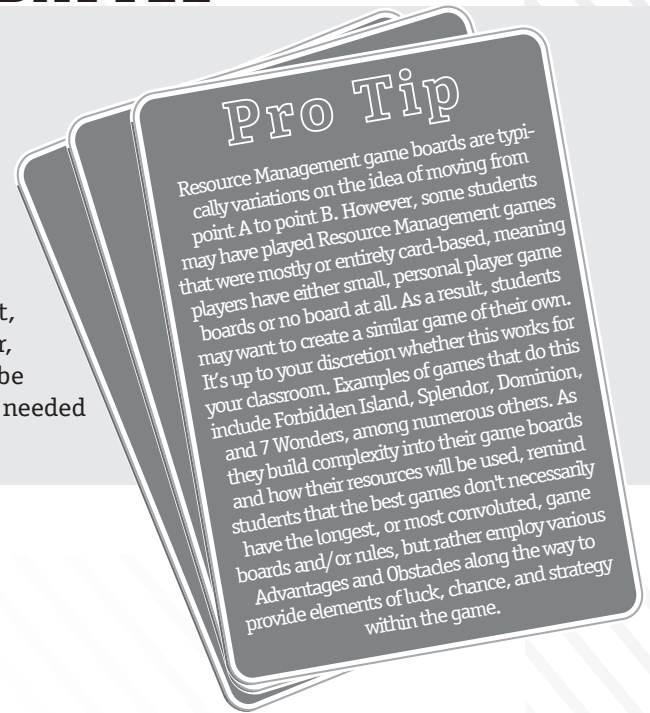 Pro Tip
Resource Management game boards are typi-
cally variations on the idea of moving from
point A to point B. However, some students
may have played Resource Management games
that were mostly or entirely card-based, meaning
players have either small, personal player game
boards or no board at all. As a result, students
may want to create a similar game of their own.
It's up to your discretion whether this works for
your classroom. Examples of games that do this
include Forbidden Island, Splendor, Dominion,
and 7 Wonders, among numerous others. As
they build complexity into their game boards
and how their resources will be used, remind
students that the best games don't necessarily
have the longest, or most convoluted, game
boards and/or rules, but rather employ various
Advantages and Obstacles along the way to
provide elements of luck, chance, and strategy
within the game.
t,
r,
be
needed